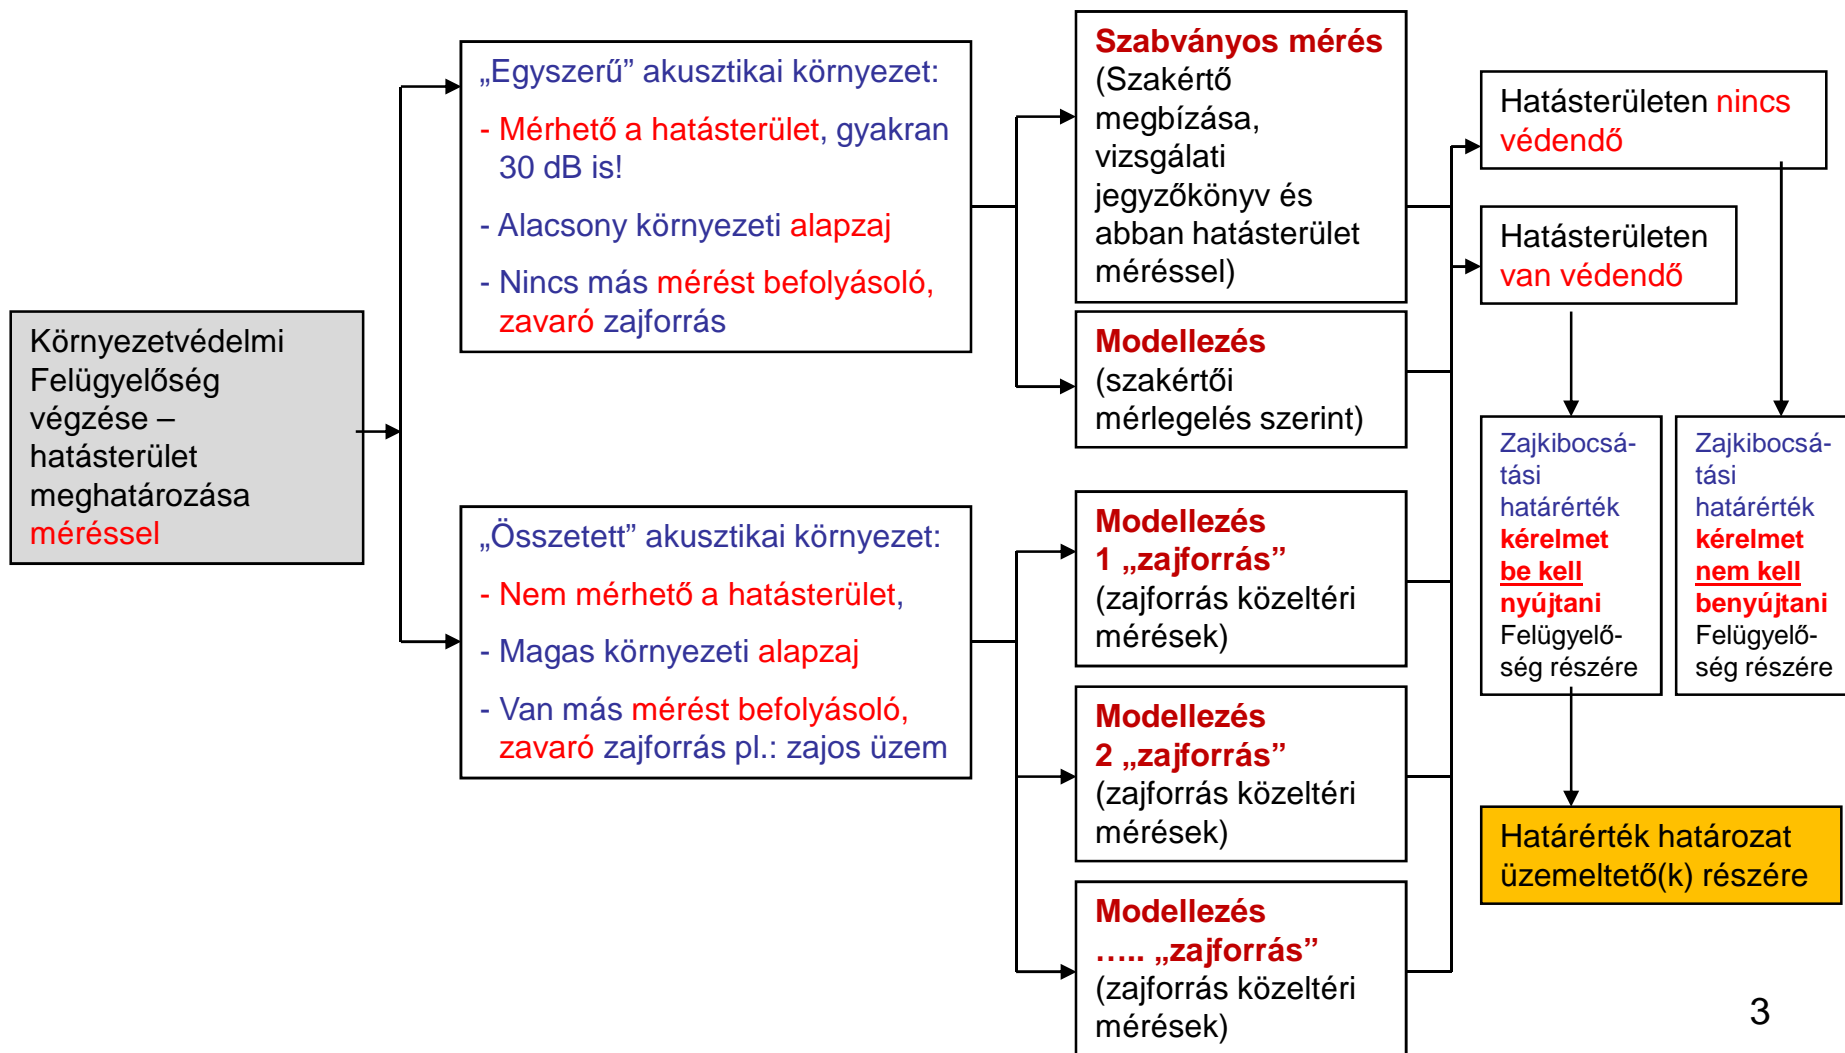 Környezetvédelmi
Felügyelőség
végzése –
hatásterület
meghatározása
méréssel
„Egyszerű” akusztikai környezet:
- Mérhető a hatásterület, gyakran
30 dB is!
- Alacsony környezeti alapzaj
- Nincs más mérést befolyásoló,
zavaró zajforrás
„Összetett” akusztikai környezet:
- Nem mérhető a hatásterület,
- Magas környezeti alapzaj
- Van más mérést befolyásoló,
zavaró zajforrás pl.: zajos üzem
Szabványos mérés
(Szakértő
megbízása,
vizsgálati
jegyzőkönyv és
abban hatásterület
méréssel)
Modellezés
(szakértői
mérlegelés szerint)
Modellezés
1 „zajforrás”
(zajforrás közeltéri
mérések)
Modellezés
2 „zajforrás”
(zajforrás közeltéri
mérések)
Modellezés
….. „zajforrás”
(zajforrás közeltéri
mérések)
Hatásterületen nincs
védendő
Hatásterületen
van védendő
Zajkibocsá-
tási
határérték
kérelmet
be kell
nyújtani
Felügyelő-
ség részére
Zajkibocsá-
tási
határérték
kérelmet
nem kell
benyújtani
Felügyelő-
ség részére
Határérték határozat
üzemeltető(k) részére
3